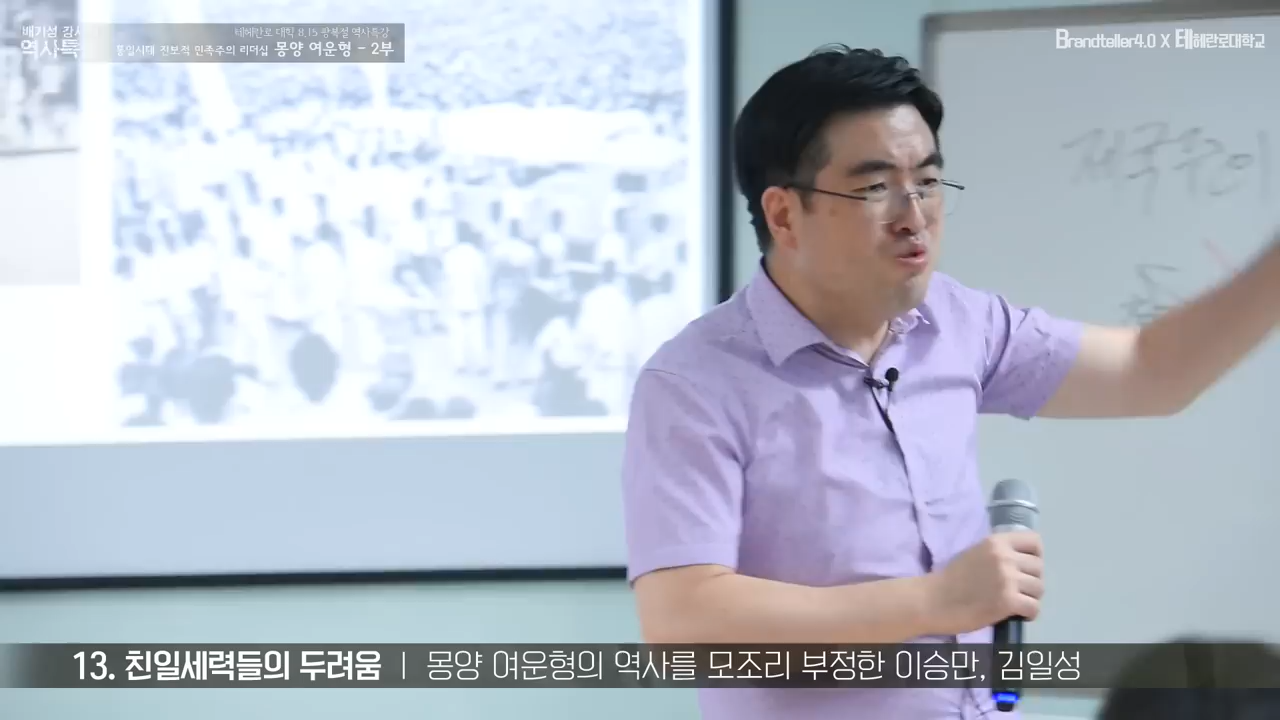 배기성 강사
역사특
테헤란로 대학 8.15 광복절 역사특강
통일시대 진보적 민족주의 리더십 몽양 여운형 - 2부
Brandteller4.0 X 테헤란로대학교
제국
13. 친일세력들의 두려움 | 몽양 여운형의 역사를 모조리 부정한 이승만, 김일성